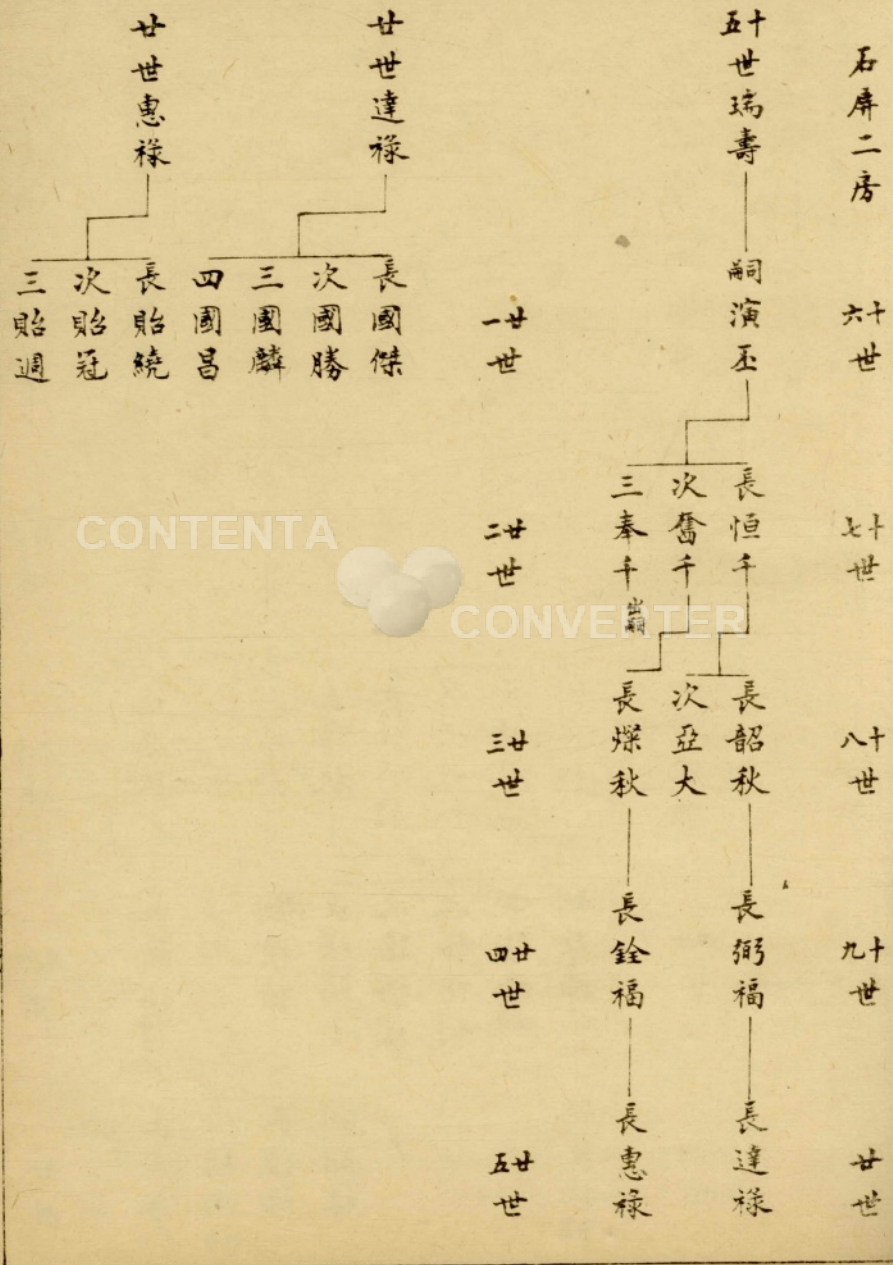 石屏二房
十六世
十七世
十八世
十九世
廿世
十五世瑞壽
嗣演丕
長恒千
次奮千
三奉千出嗣
長韶秋
次亞大
長燦秋
長弼福
長銓福
長達祿
長惠祿
廿一世
廿二世
廿三世
廿四世
廿五世
廿世達祿
長國傑
次國勝
三國麟
四國昌
廿世惠祿
長貽繞
次貽冠
三貽週
CONTENTA
CONVERTER